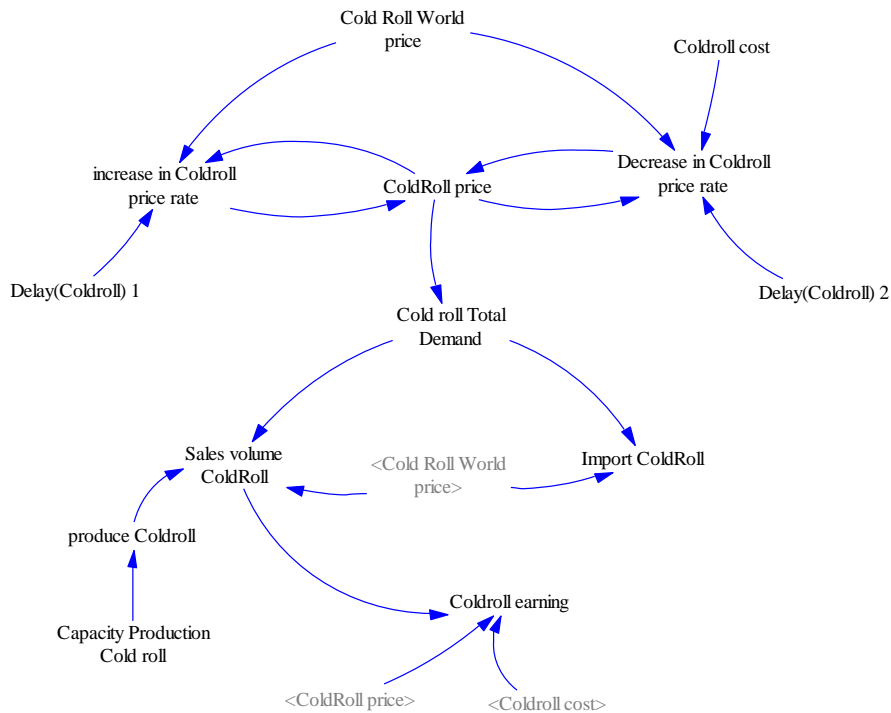 Cold Roll World
price
Coldroll cost
increase in Coldroll
price rate
ColdRoll price
Decrease in Coldroll
price rate
Delay(Coldroll) 1
Delay(Coldroll) 2
Cold roll Total
Demand
Sales volume
ColdRoll
<Cold Roll World
price>
Import ColdRoll
produce Coldroll
Coldroll earning
Capacity Production
Cold roll
<ColdRoll price>
<Coldroll cost>